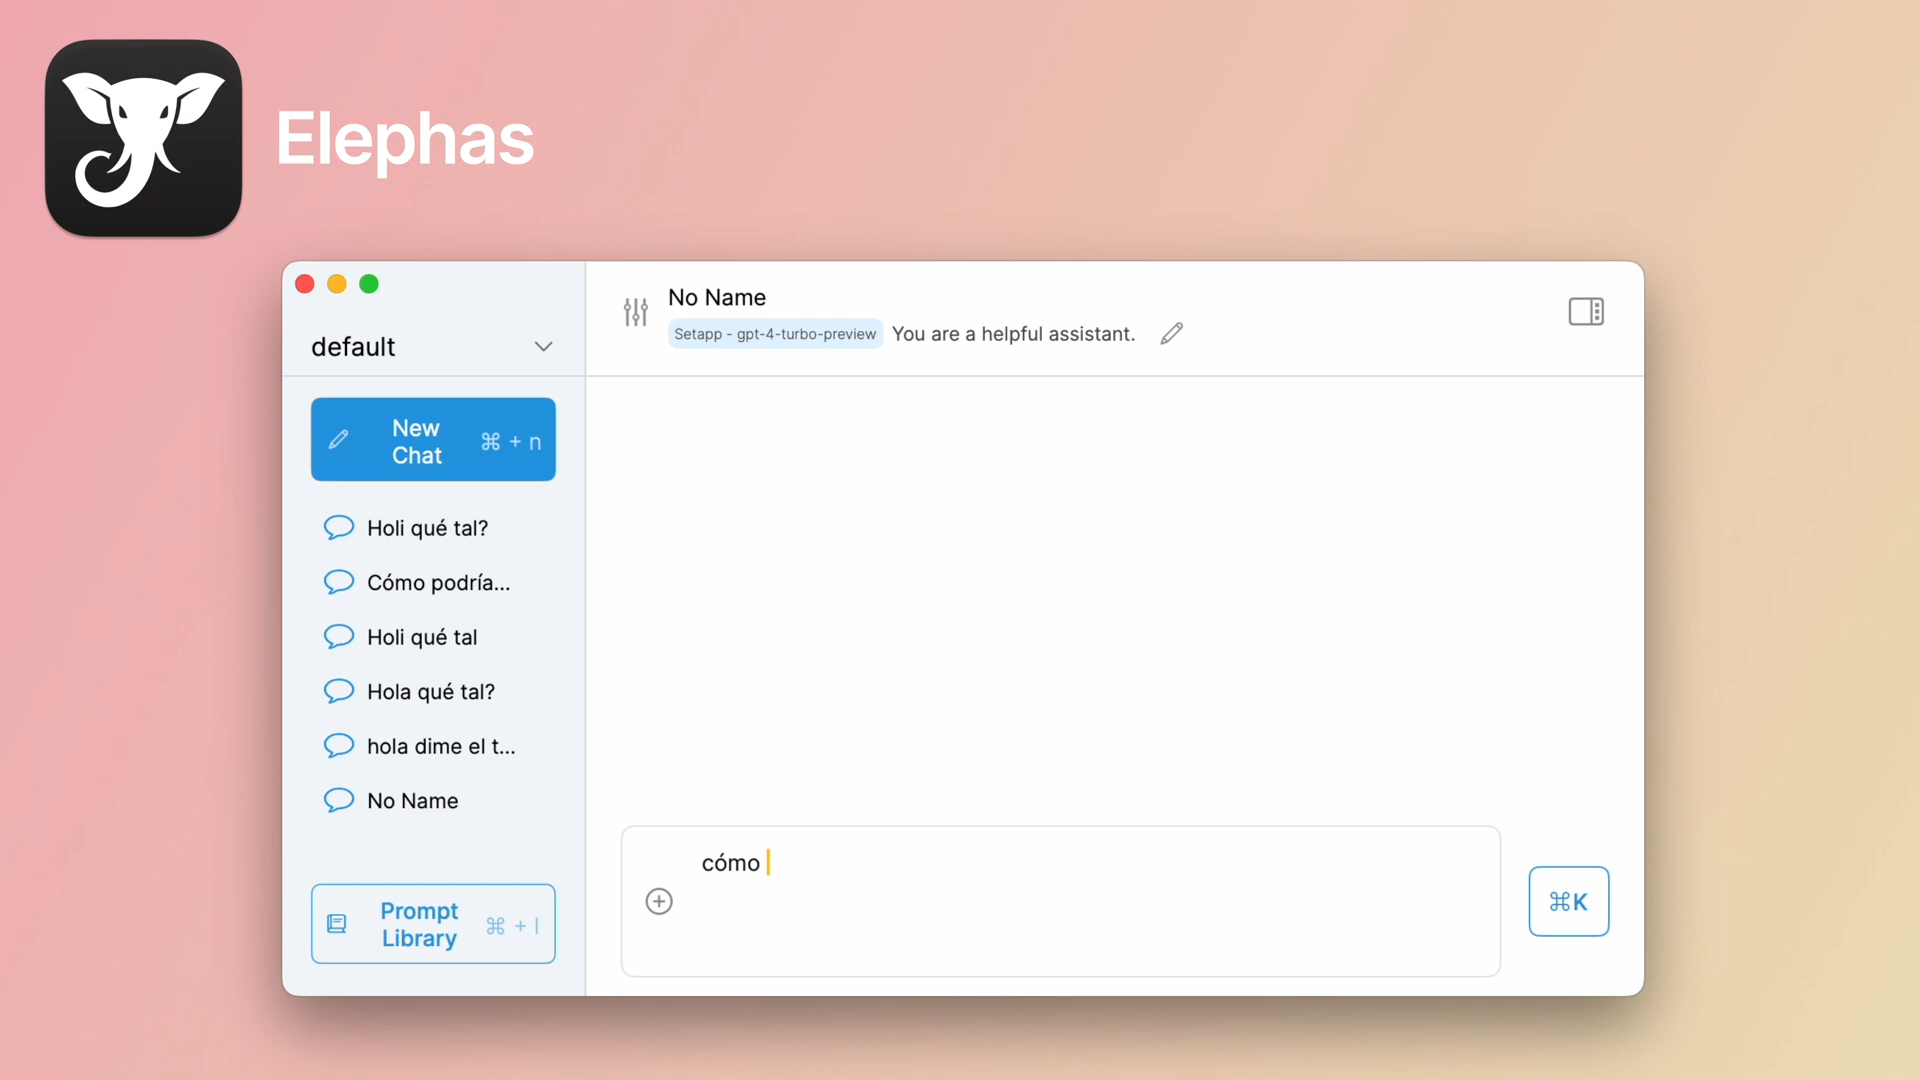 Elephas
default
No Name
Setapp - gpt-4-turbo-preview You are a helpful assistant.
New
Chat
⌘ + n
Holi qué tal?
Cómo podría...
Holi qué tal
Hola qué tal?
hola dime el t...
No Name
Prompt
Library
⌘ + l
cómo
⌘K